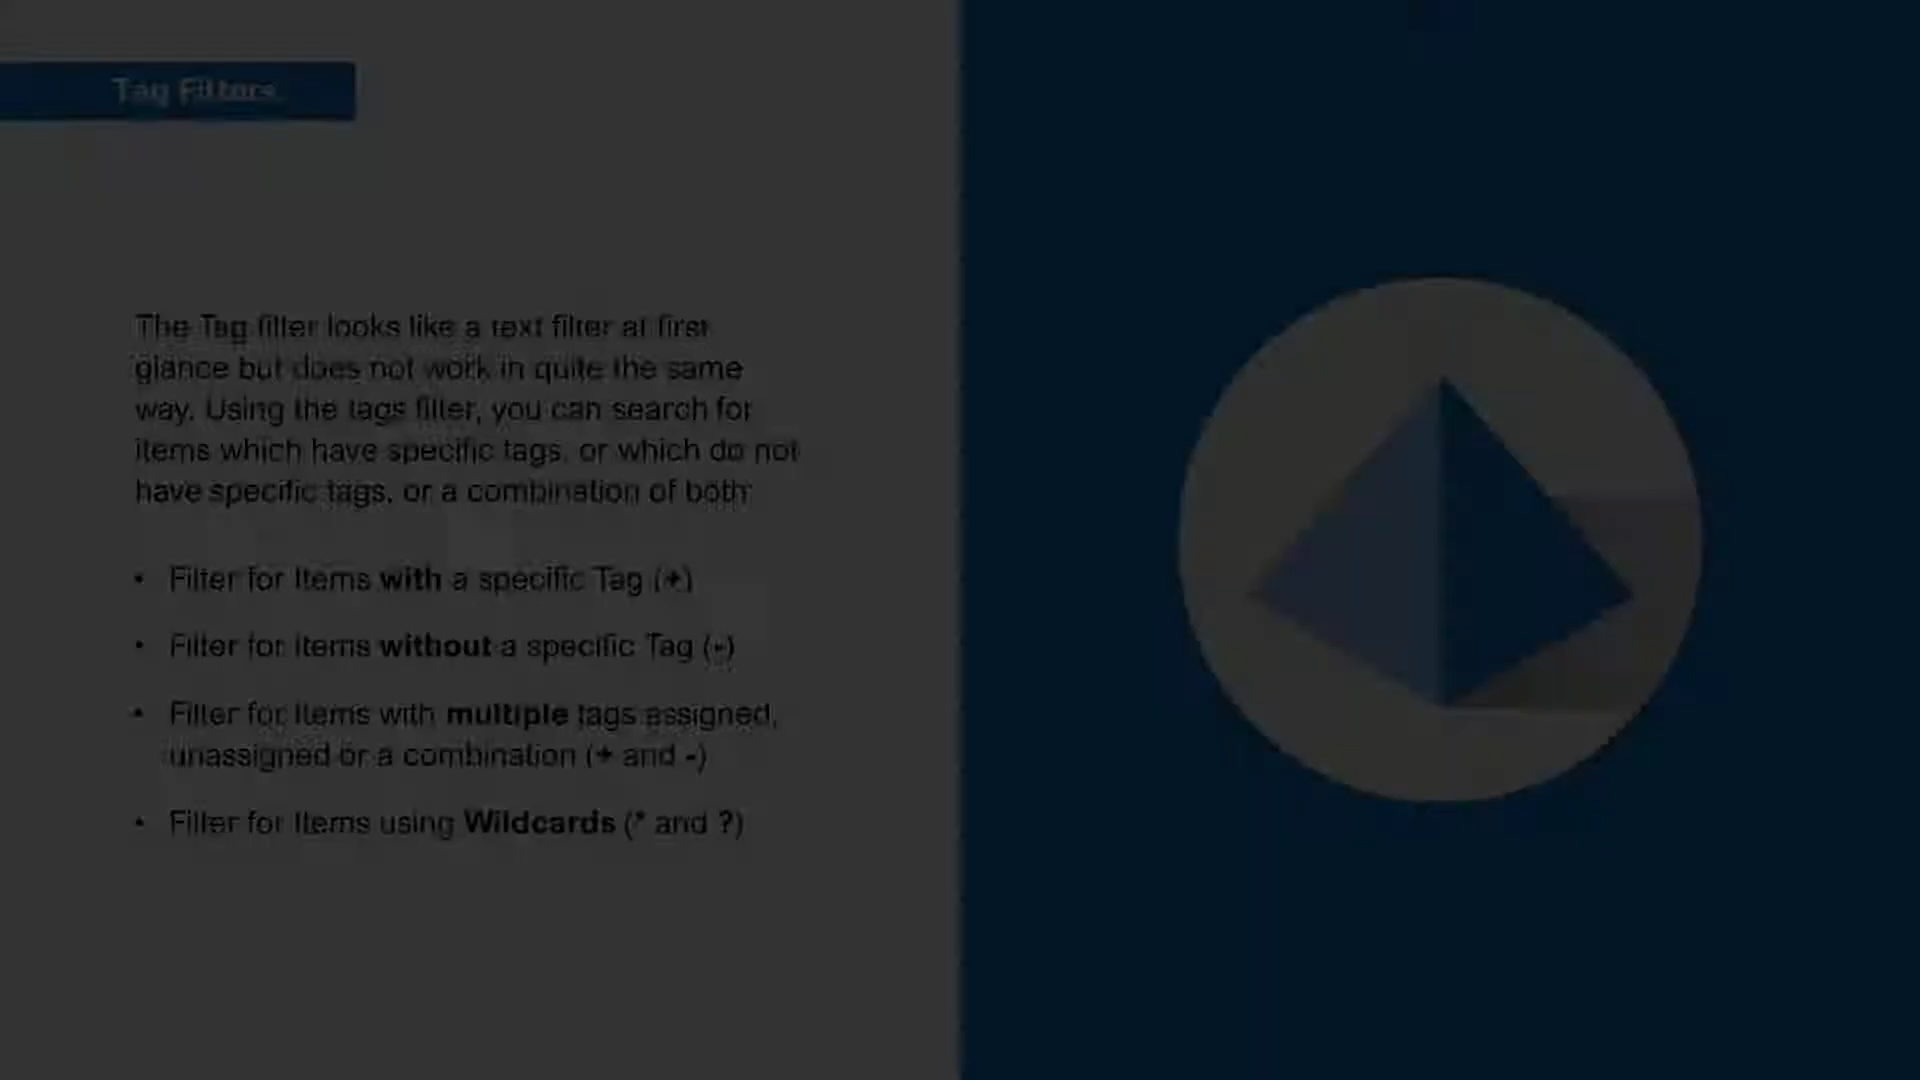 Tag Filters
The Tag filter looks like a text filter at first
glance but does not work in quite the same
way. Using the tags filter, you can search for
items which have specific tags, or which do not
have specific tags, or a combination of both:
• Filter for Items with a specific Tag (+)
• Filter for Items without a specific Tag (-)
• Filter for Items with multiple tags assigned,
unassigned or a combination (+ and -)
• Filter for Items using Wildcards (* and ?)